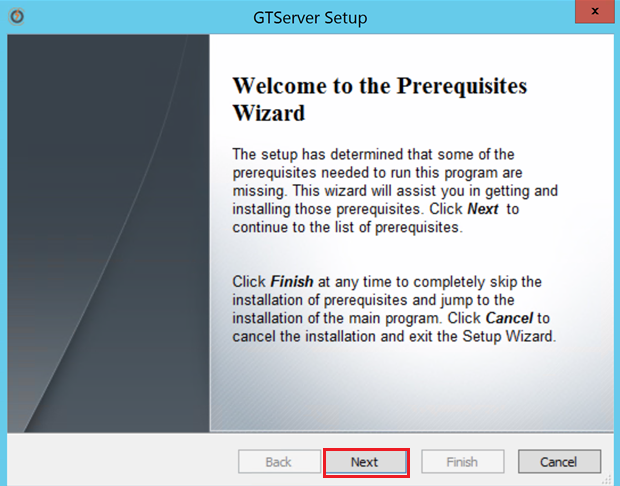 GTServer Setup
x
Welcome to the Prerequisites
Wizard
The setup has determined that some of the
prerequisites needed to run this program are
missing. This wizard will assist you in getting and
installing those prerequisites. Click Next to
continue to the list of prerequisites.
Click Finish at any time to completely skip the
installation of prerequisites and jump to the
installation of the main program. Click Cancel to
cancel the installation and exit the Setup Wizard.
Back Next Finish Cancel